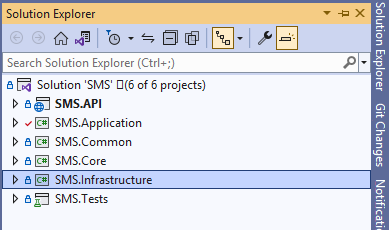 Solution Explorer
Search Solution Explorer (Ctrl+;)
Solution 'SMS' (6 of 6 projects)
SMS.API
C# SMS.Application
C# SMS.Common
C# SMS.Core
C# SMS.Infrastructure
SMS.Tests
Solution Explorer
Git Changes